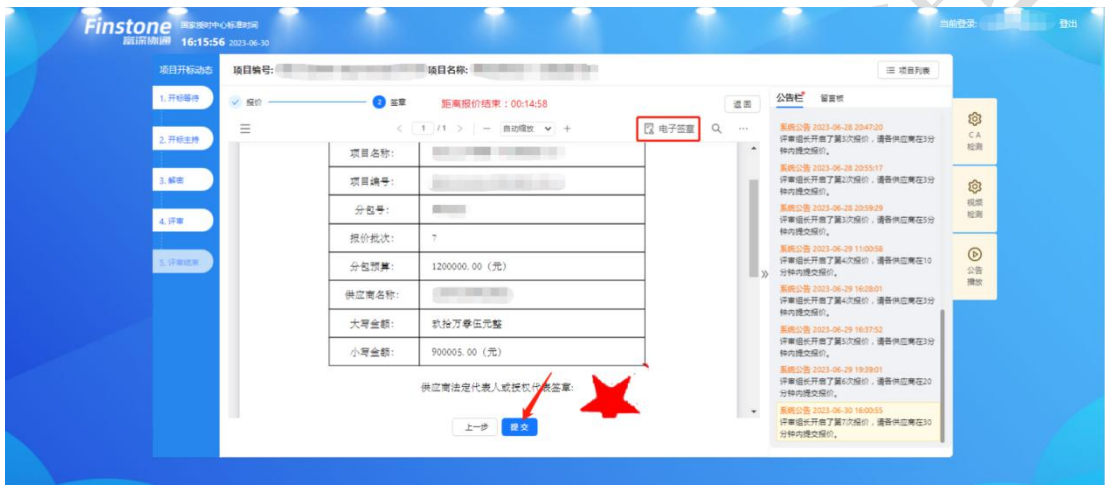 Finstone 国家授时中心标准时间
富深协通 16:15:56 2023-06-30
当前登录:
登出
项目开标动态
1. 开标等待
2. 开标主持
3. 解密
4. 评审
5. 评审结束
项目编号: 项目名称:
项目列表
报价 2 签章 距离报价结束：00:14:58 返回
1 / 1 自动缩放 电子签章
项目名称:
项目编号:
分包号:
报价批次: 7
分包预算: 1200000.00（元）
供应商名称:
大写金额: 玖拾万零伍元整
小写金额: 900005.00（元）
供应商法定代表人或授权代表签章:
上一步 提交
公告栏 留言板
系统公告 2023-06-28 20:47:20
评审组长开启了第3次报价，请各供应商在3分
钟内提交报价。
系统公告 2023-06-28 20:55:17
评审组长开启了第2次报价，请各供应商在3分
钟内提交报价。
系统公告 2023-06-28 20:59:29
评审组长开启了第3次报价，请各供应商在5分
钟内提交报价。
系统公告 2023-06-29 11:00:58
评审组长开启了第4次报价，请各供应商在10
分钟内提交报价。
系统公告 2023-06-29 16:28:01
评审组长开启了第4次报价，请各供应商在3分
钟内提交报价。
系统公告 2023-06-29 16:37:52
评审组长开启了第5次报价，请各供应商在3分
钟内提交报价。
系统公告 2023-06-29 19:39:01
评审组长开启了第6次报价，请各供应商在20
分钟内提交报价。
系统公告 2023-06-30 16:00:55
评审组长开启了第7次报价，请各供应商在30
分钟内提交报价。
CA
检测
视频
检测
公告
播放